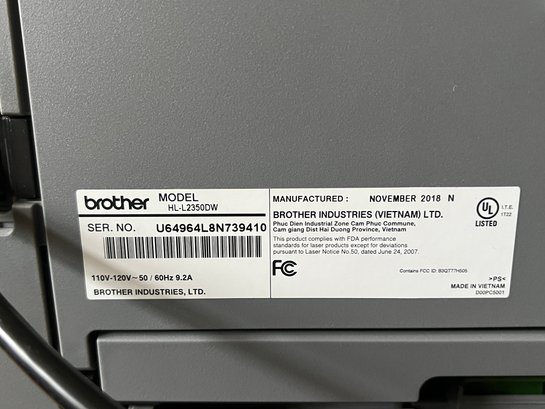 brother MODEL
HL-L2350DW
SER. NO. U64964L8N739410
110V-120V~50 / 60Hz 9.2A
BROTHER INDUSTRIES, LTD.
MANUFACTURED : NOVEMBER 2018 N
BROTHER INDUSTRIES (VIETNAM) LTD.
Phuc Dien Industrial Zone Cam Phuc Commune,
Cam giang Dist Hai Duong Province, Vietnam
This product complies with FDA performance
standards for laser products except for deviations
pursuant to Laser Notice No.50, dated June 24, 2007.
FC
Contains FCC ID: B3Q777H505
UL
LISTED
I.T.E.
1T22
>PS<
MADE IN VIETNAM
D00PC5001